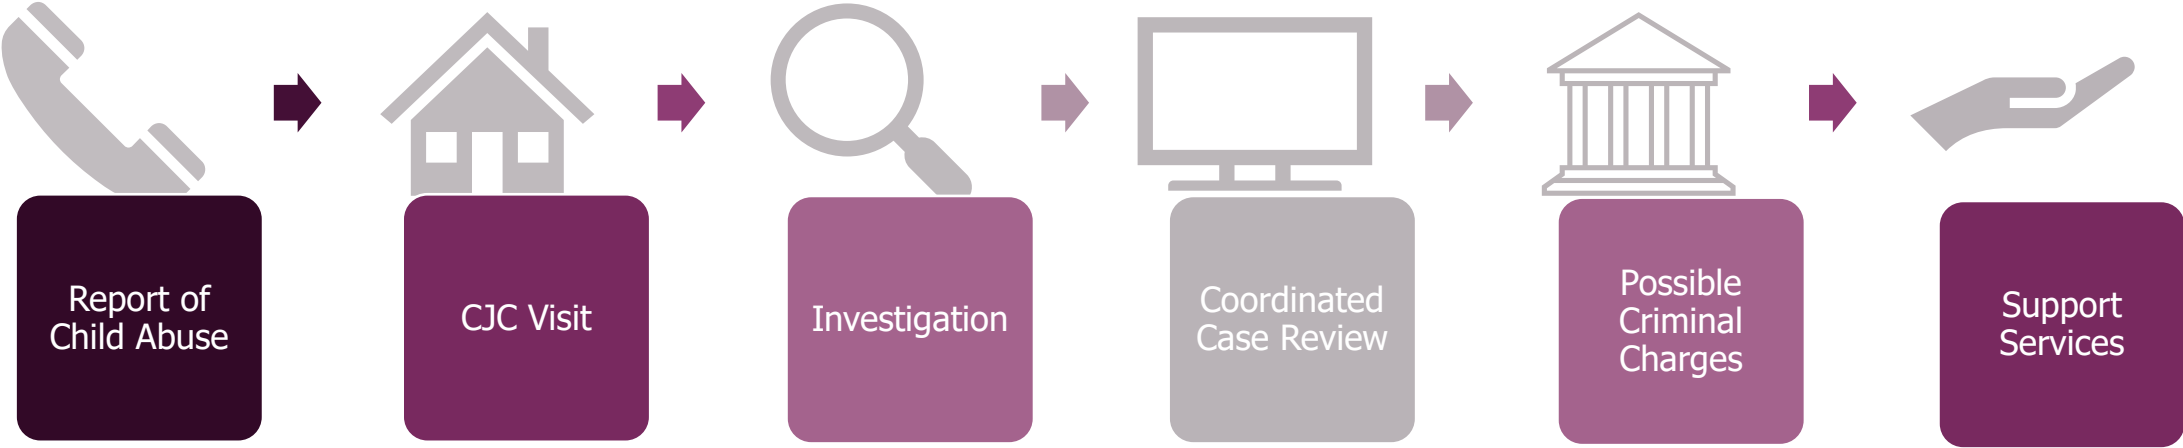 Report of
Child Abuse
CJC Visit
Investigation
Coordinated
Case Review
Possible
Criminal
Charges
Support
Services